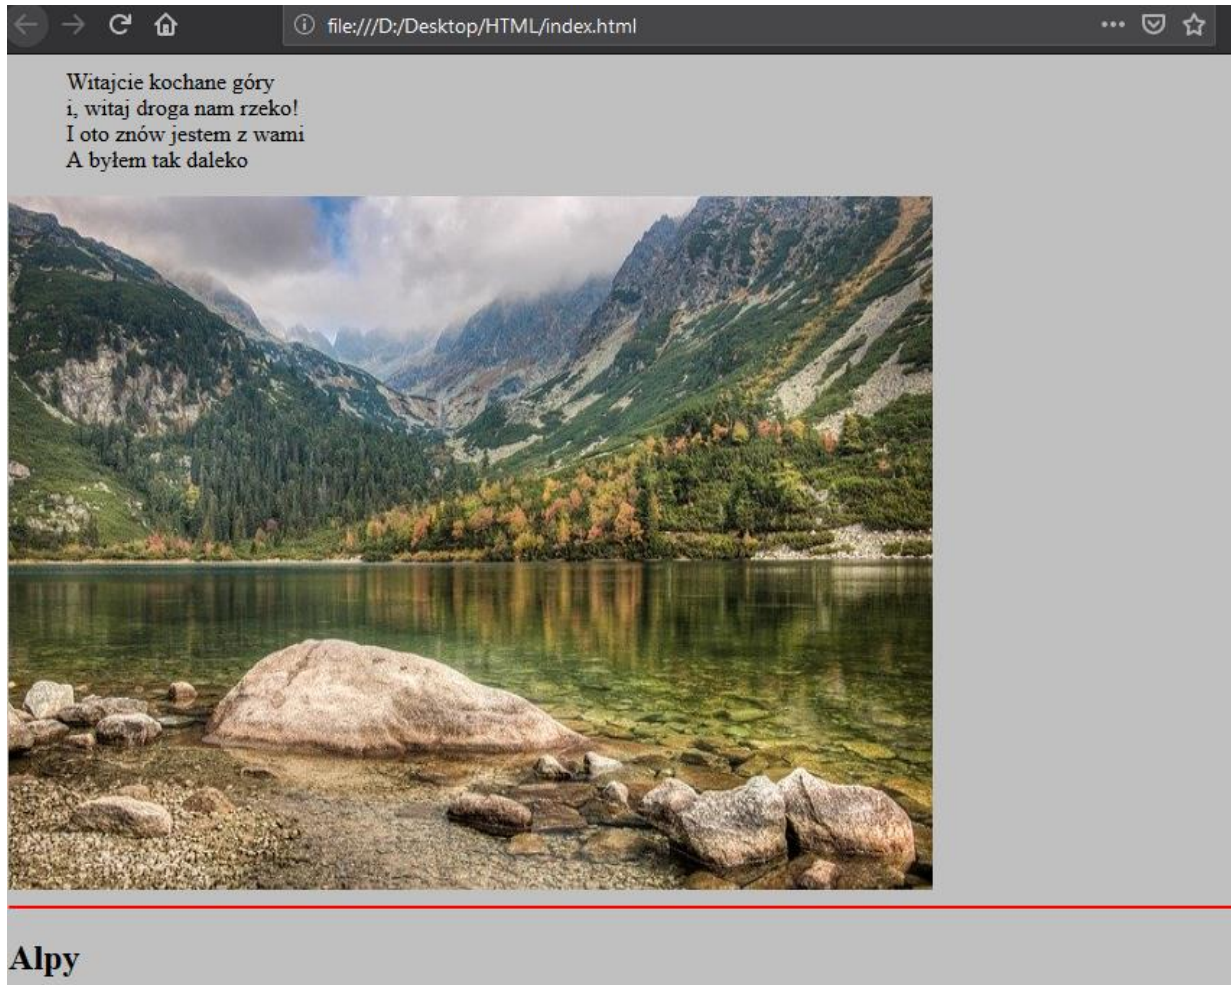 file:///D:/Desktop/HTML/index.html
Witajcie kochane góry
i, witaj droga nam rzeko!
I oto znów jestem z wami
A byłem tak daleko
Alpy